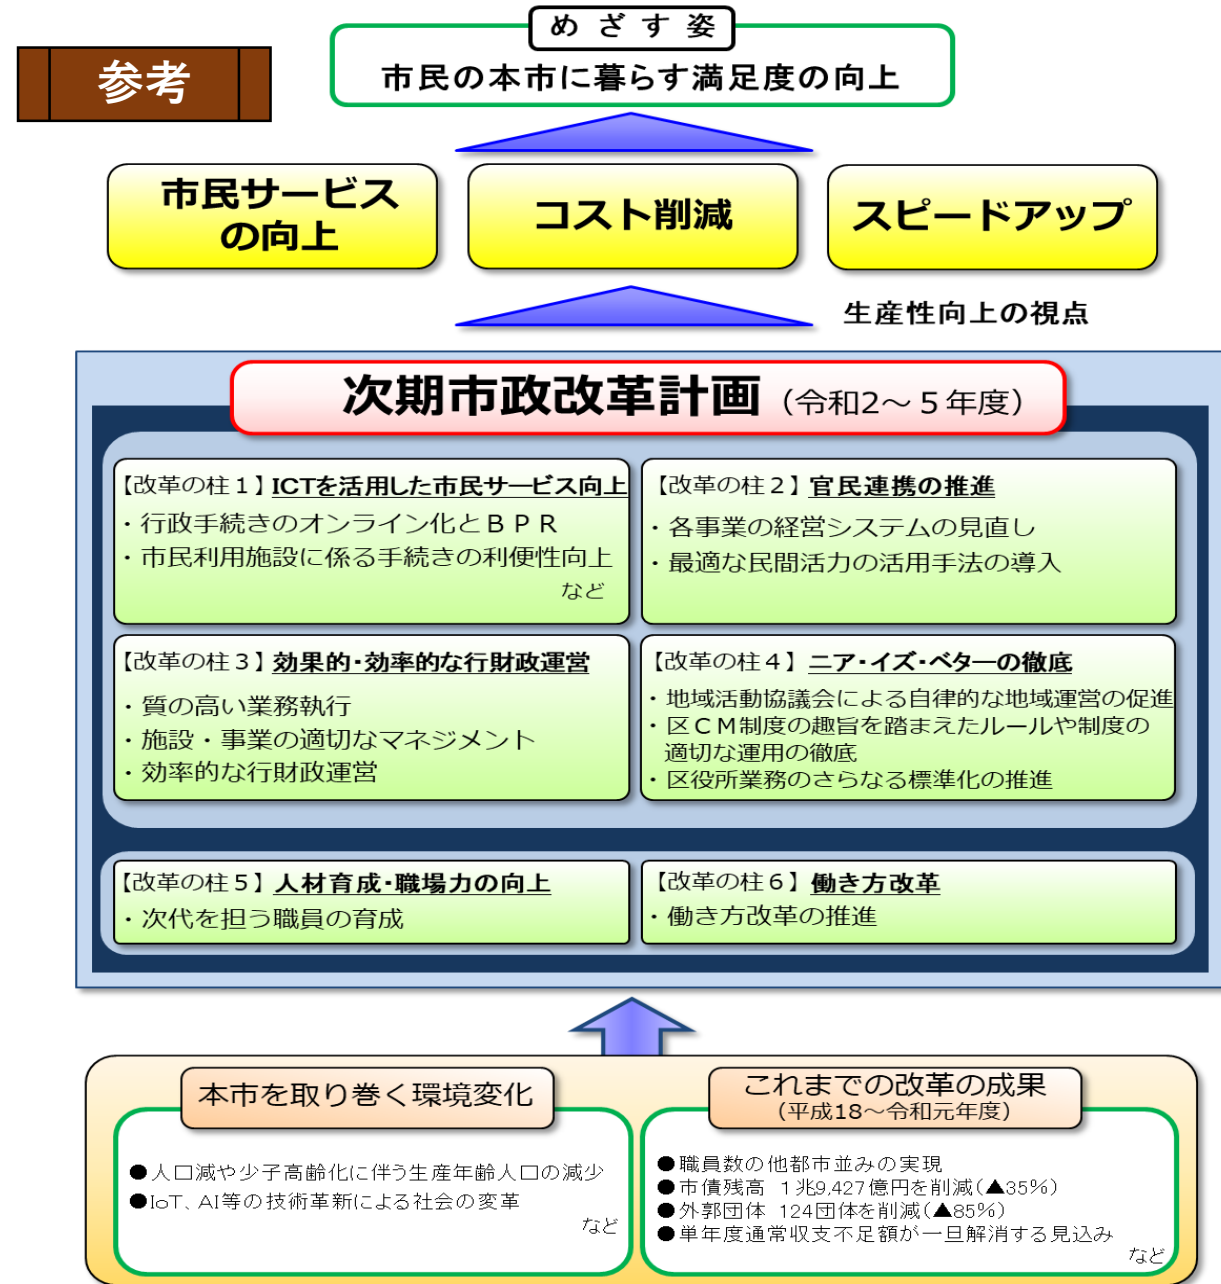 めざす姿
参考
市民の本市に暮らす満足度の向上
市民サービス
の向上
コスト削減
スピードアップ
生産性向上の視点
次期市政改革計画（令和2～５年度）
【改革の柱１】ICTを活用した市民サービス向上
・行政手続きのオンライン化とＢＰＲ
・市民利用施設に係る手続きの利便性向上
など
【改革の柱２】官民連携の推進
・各事業の経営システムの見直し
・最適な民間活力の活用手法の導入
【改革の柱３】効果的・効率的な行財政運営
・質の高い業務執行
・施設・事業の適切なマネジメント
・効率的な行財政運営
【改革の柱４】ニア・イズ・ベターの徹底
・地域活動協議会による自律的な地域運営の促進
・区ＣＭ制度の趣旨を踏まえたルールや制度の
適切な運用の徹底
・区役所業務のさらなる標準化の推進
【改革の柱５】人材育成・職場力の向上
・次代を担う職員の育成
【改革の柱６】働き方改革
・働き方改革の推進
本市を取り巻く環境変化
●人口減や少子高齢化に伴う生産年齢人口の減少
●IoT、AI等の技術革新による社会の変革
など
これまでの改革の成果
（平成18～令和元年度）
●職員数の他都市並みの実現
●市債残高 １兆9,427億円を削減（▲35％）
●外郭団体 124団体を削減（▲85％）
●単年度通常収支不足額が一旦解消する見込み
など